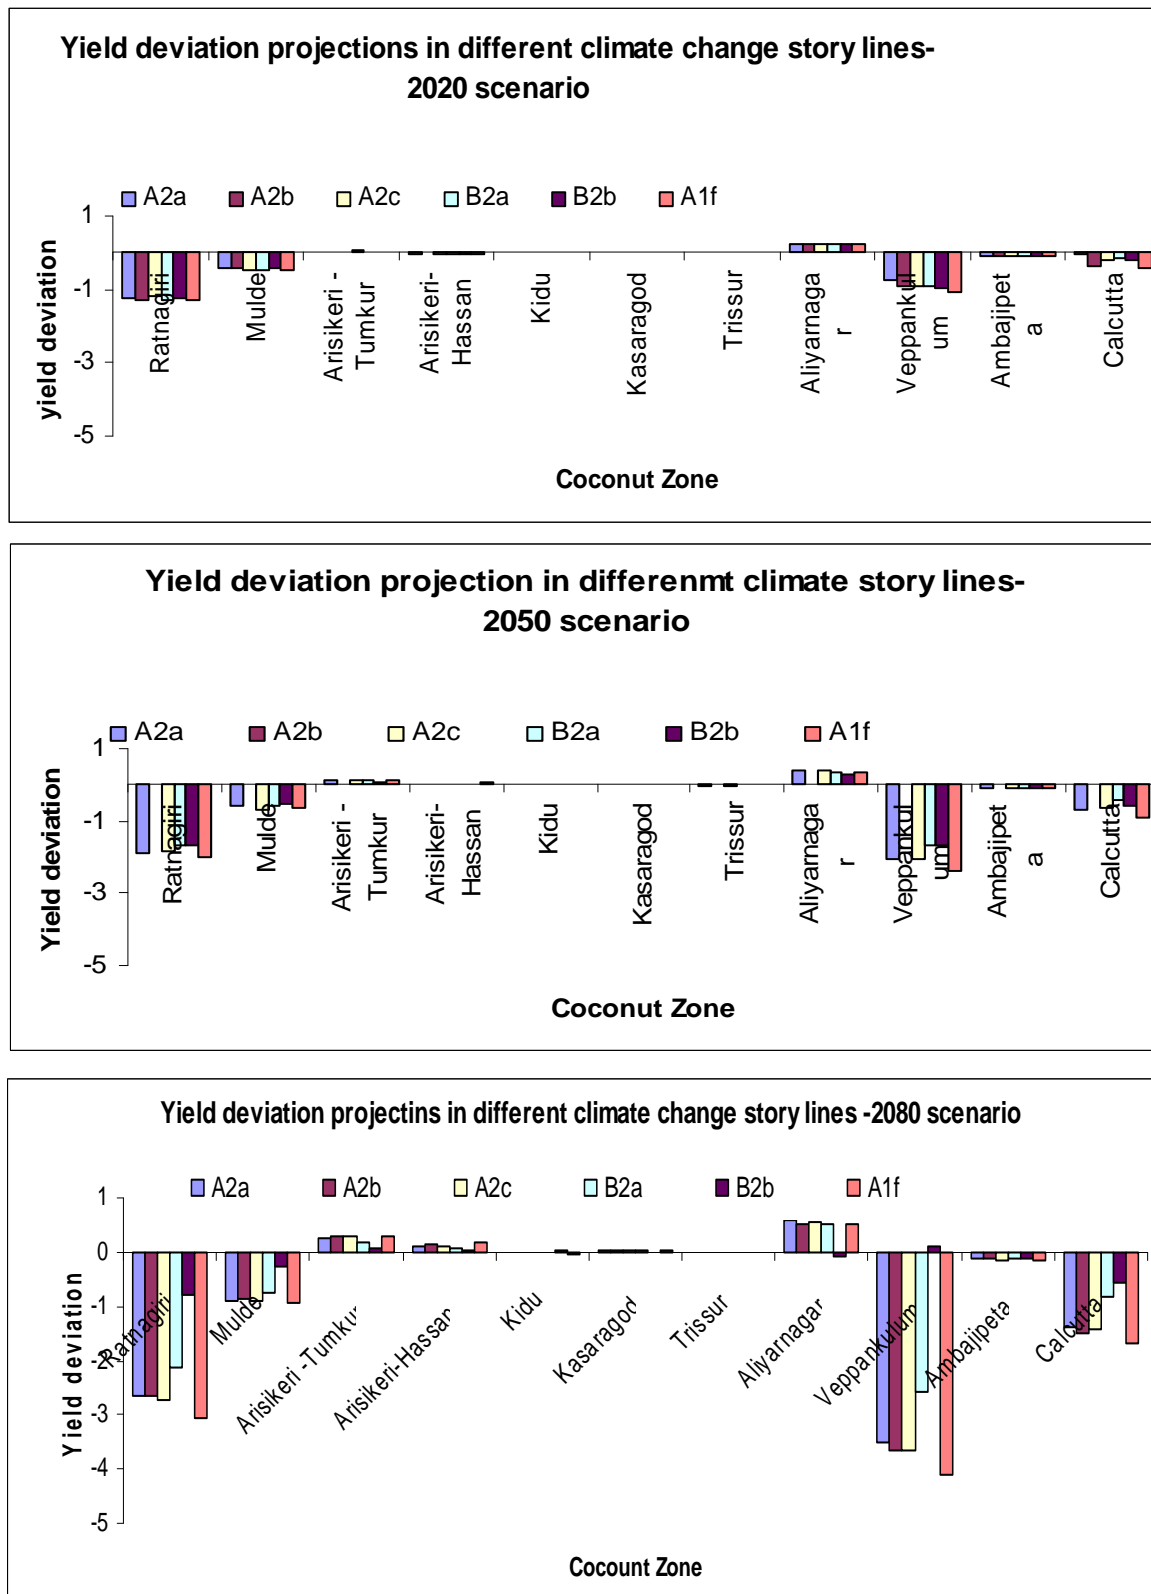 Yield deviation projections in different climate change story lines-
2020 scenario
A2a A2b A2c B2a B2b A1f
yield deviation
1
-1
-3
-5
Ratnagiri
Mulde
Arisikeri -
Tumkur
Arisikeri-
Hassan
Kidu
Kasaragod
Trissur
Aliyarnaga
r
Veppankul
um
Ambajipet
a
Calcutta
Coconut Zone
Yield deviation projection in differenmt climate story lines-
2050 scenario
A2a A2b A2c B2a B2b A1f
Yield deviation
1
-1
-3
-5
Ratnagiri
Mulde
Arisikeri -
Tumkur
Arisikeri-
Hassan
Kidu
Kasaragod
Trissur
Aliyarnaga
r
Veppankul
um
Ambajipet
a
Calcutta
Coconut Zone
Yield deviation projectins in different climate change story lines -2080 scenario
A2a A2b A2c B2a B2b A1f
Yield deviation
1
0
-1
-2
-3
-4
-5
Ratnagiri
Mulde
Arisikeri -Tumkur
Arisikeri-Hassan
Kidu
Kasaragod
Trissur
Aliyarnagar
Veppankulum
Ambajipeta
Calcutta
Cocount Zone